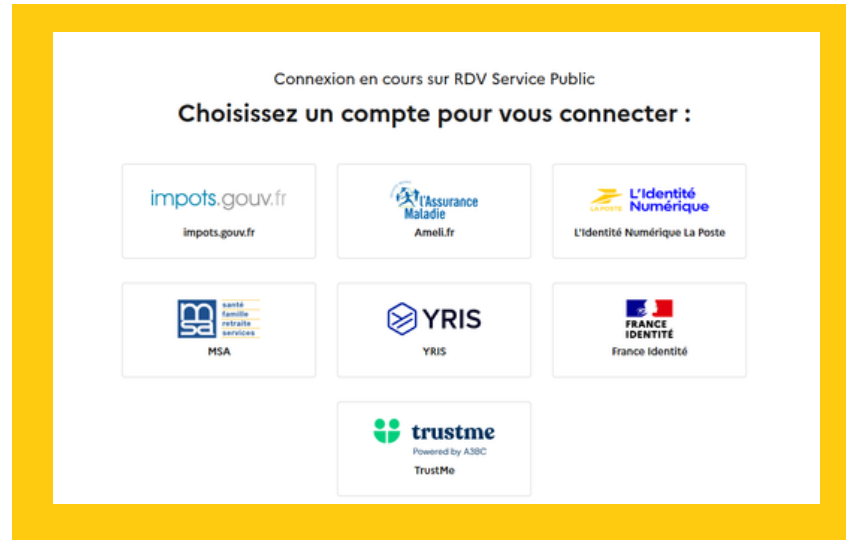 Connexion en cours sur RDV Service Public
Choisissez un compte pour vous connecter :
impots.gouv.fr
impots.gouv.fr
l'Assurance
Maladie
Ameli.fr
LA POSTE
L'Identité
Numérique
L'Identité Numérique La Poste
msa
santé
famille
retraite
services
MSA
YRIS
YRIS
FRANCE
IDENTITÉ
France Identité
trustme
Powered by A3BC
TrustMe